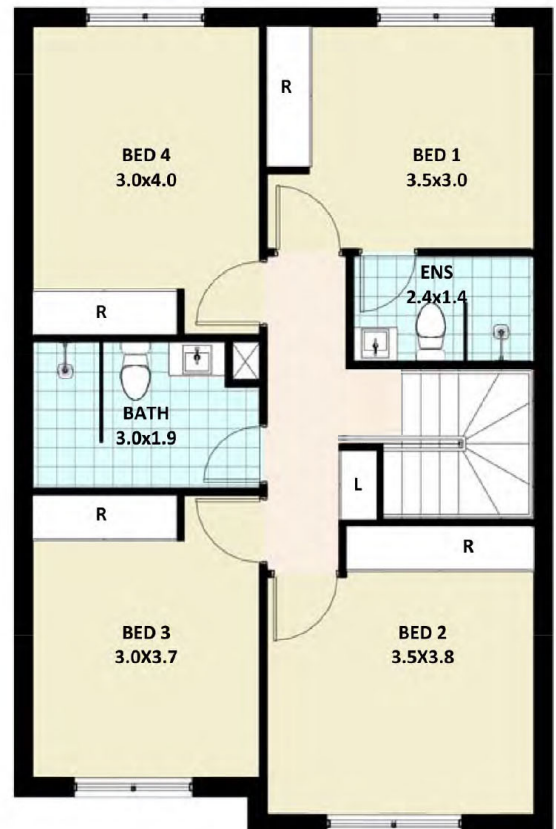 R
BED 4
3.0x4.0
BED 1
3.5x3.0
ENS
2.4x1.4
R
BATH
3.0x1.9
R
L
R
BED 3
3.0X3.7
BED 2
3.5X3.8